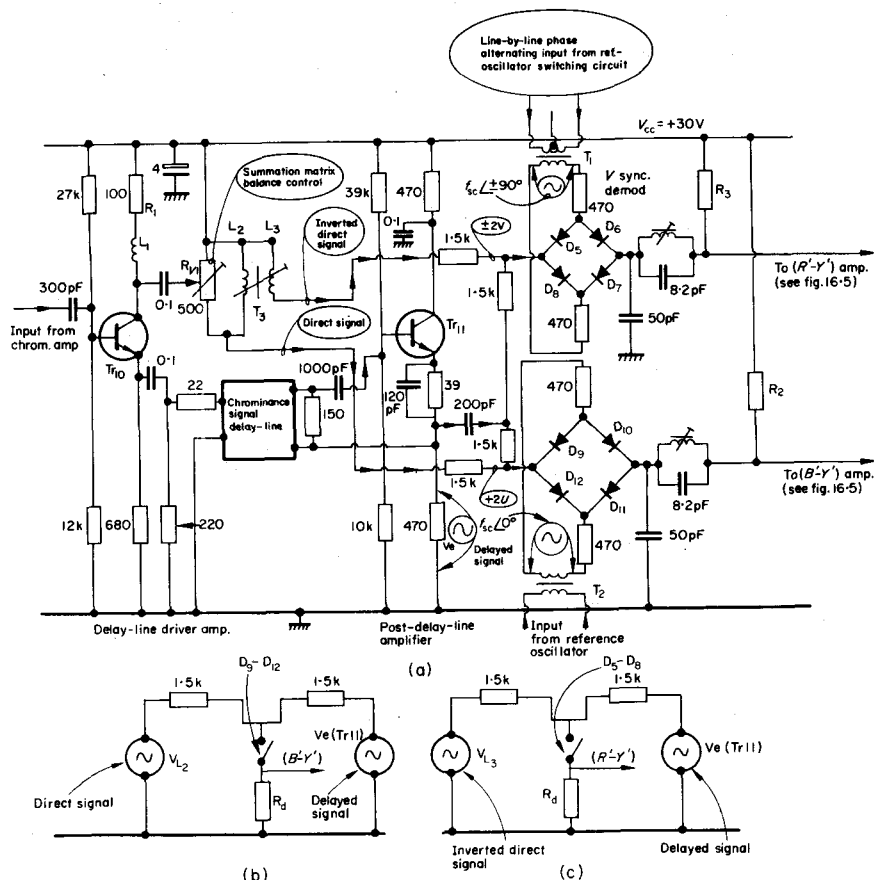 Line-by-line phase
alternating input from ref-
oscillator switching circuit
Vcc = +30V
T1
4
Summation matrix
balance control
27k
100
R1
39k
470
fsc∠±90°
V sync.
demod
R3
L2
L3
Inverted
direct
signal
0·1
±2V
470
L1
1·5k
D5
D6
RV1
1·5k
D8
D7
To (R'-Y') amp.
(see fig. 16·5)
300pF
0·1
500
T3
8·2pF
Input from
chrom. amp
Direct signal
Tr11
470
50pF
Tr10
1000pF
0·1
22
Chrominance
signal
delay-line
150
120
pF
39
200pF
470
R2
1·5k
D9
D10
To (B'-Y') amp.
(see fig. 16·5)
1·5k
+2U
D12
D11
8·2pF
12k
680
220
10k
470
Ve
fsc∠0°
Delayed
signal
470
50pF
T2
Delay-line driver amp.
Post-delay-line
amplifier
Input
from reference
oscillator
(a)
D9-D12
D5-D8
1·5k
1·5k
1·5k
1·5k
VL2
(B'-Y')
Ve (Tr11)
VL3
(R'-Y')
Ve (Tr11)
Direct signal
Rd
Delayed
signal
Rd
Inverted direct
signal
Delayed signal
(b)
(c)